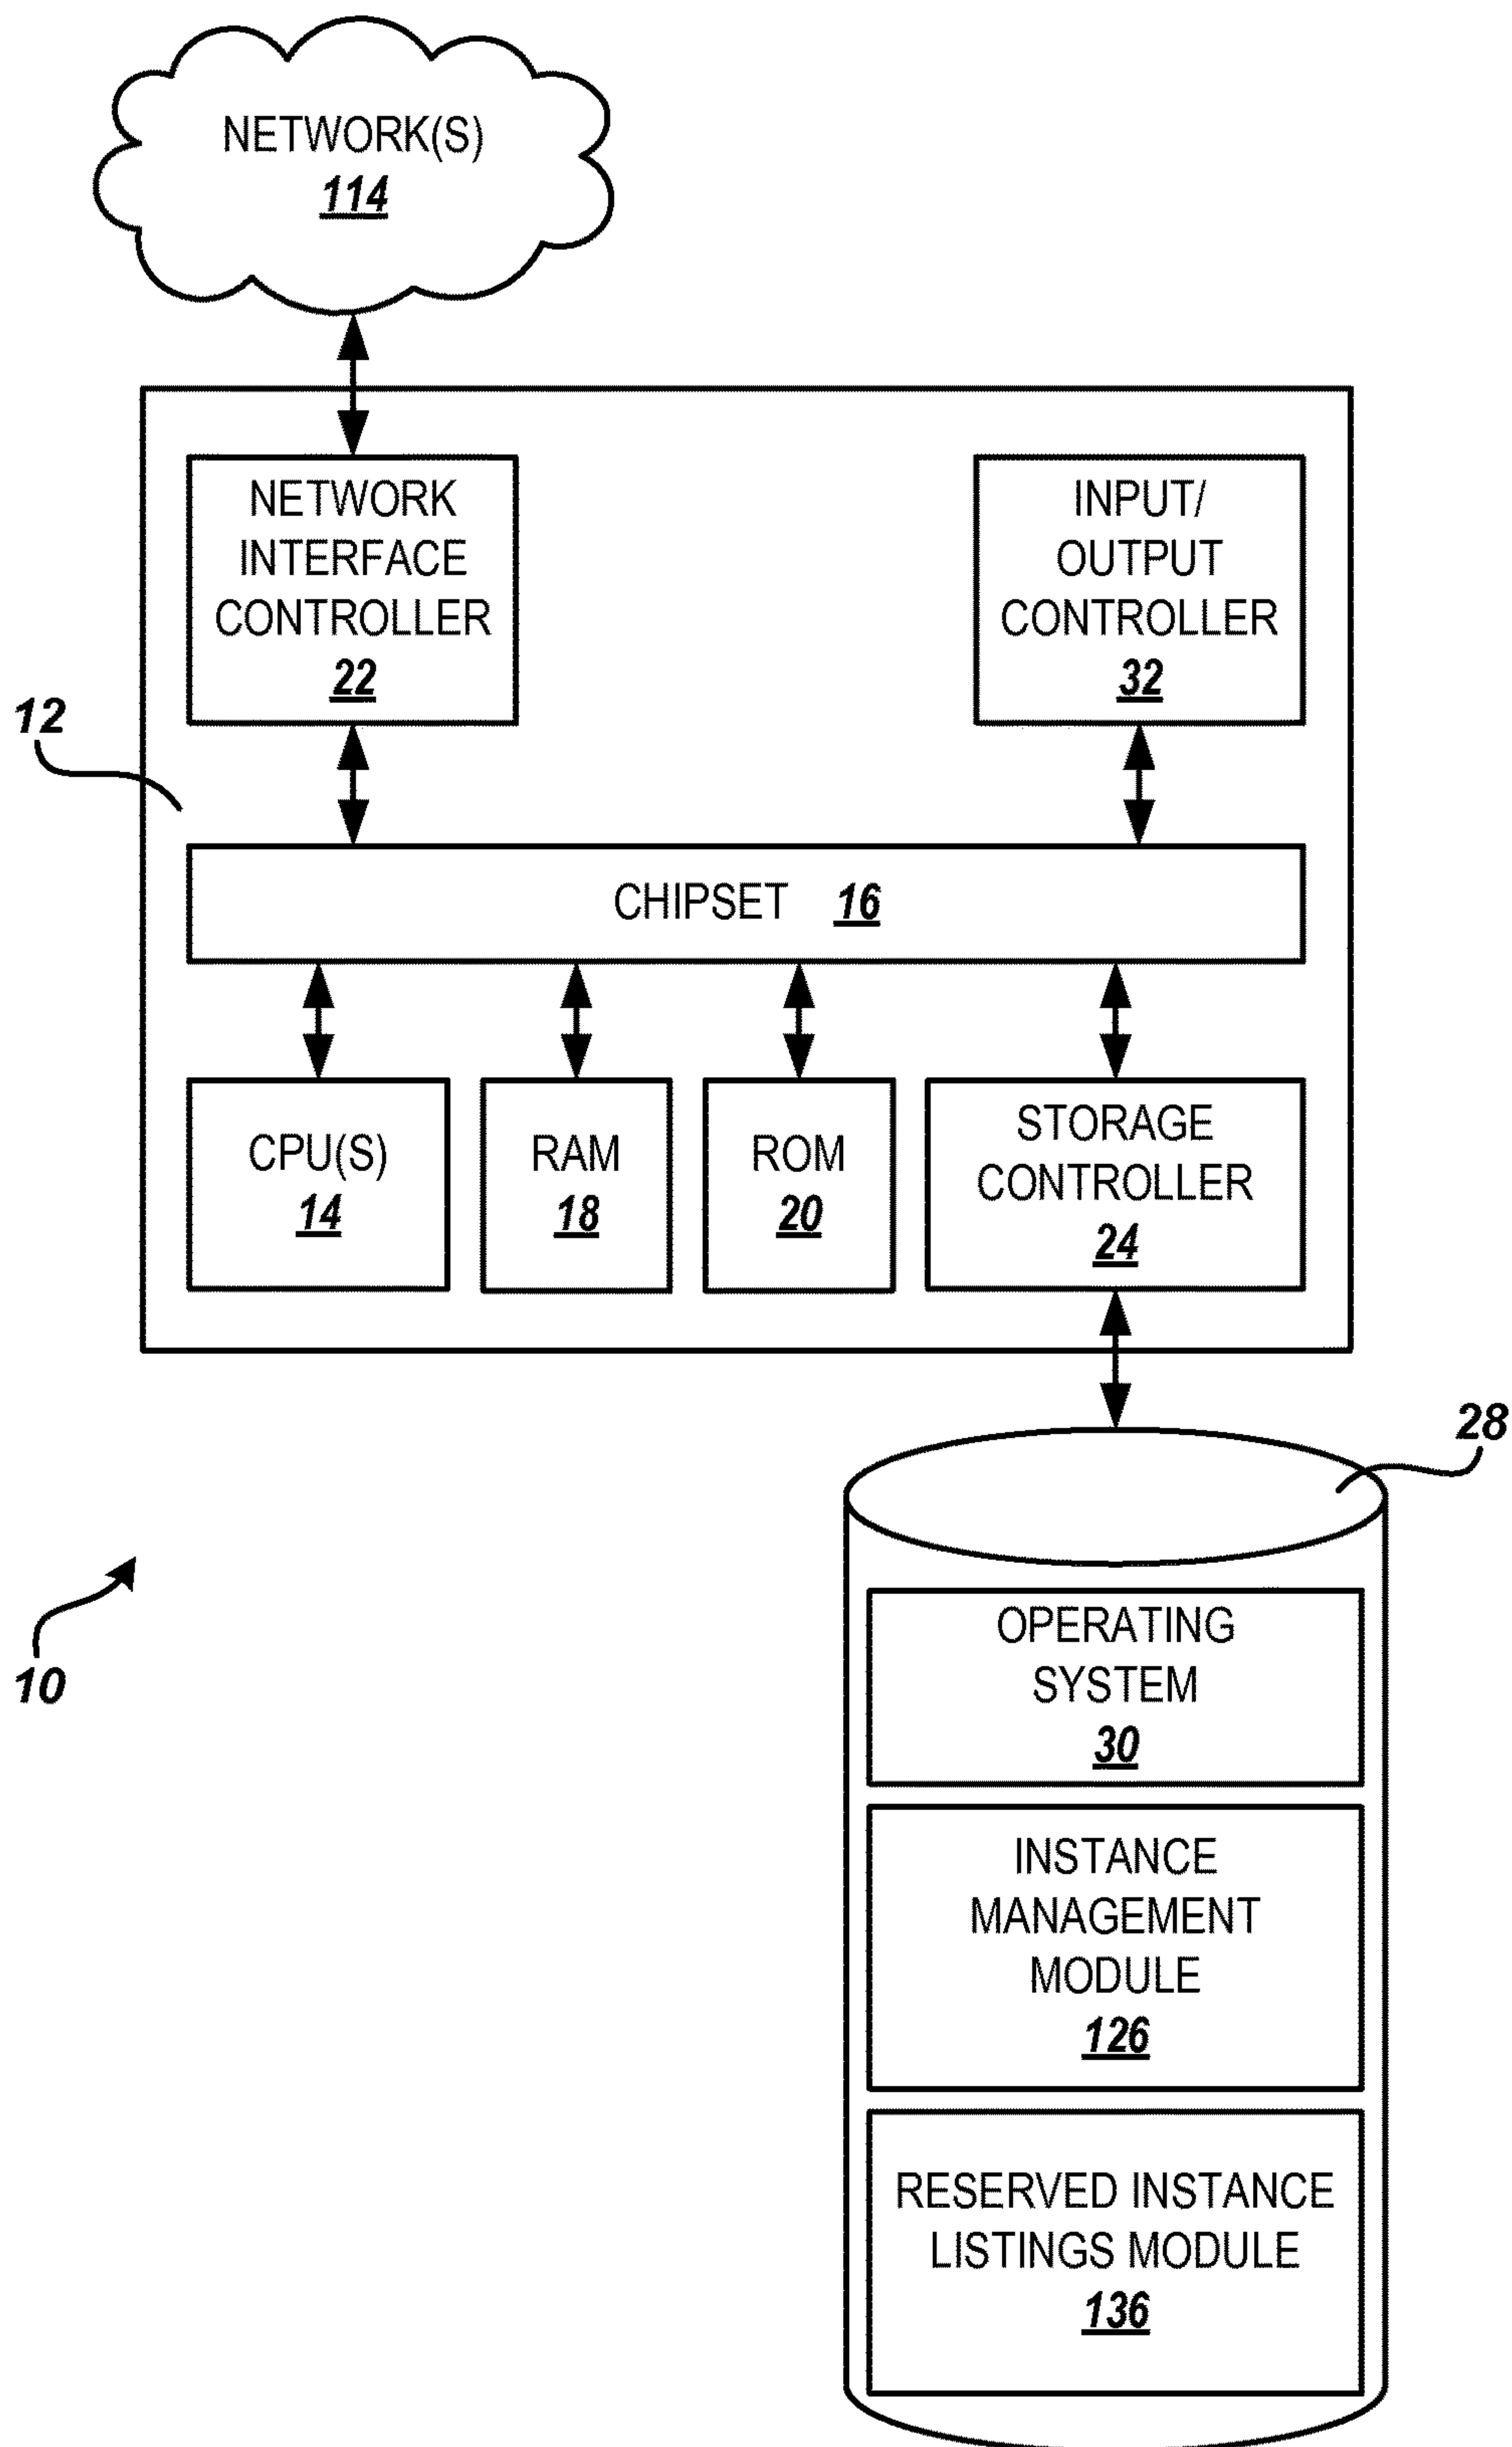 NETWORK(S)
114
NETWORK
INTERFACE
CONTROLLER
22
INPUT/
OUTPUT
CONTROLLER
32
12
CHIPSET 16
CPU(S)
14
RAM
18
ROM
20
STORAGE
CONTROLLER
24
28
10
OPERATING
SYSTEM
30
INSTANCE
MANAGEMENT
MODULE
126
RESERVED INSTANCE
LISTINGS MODULE
136